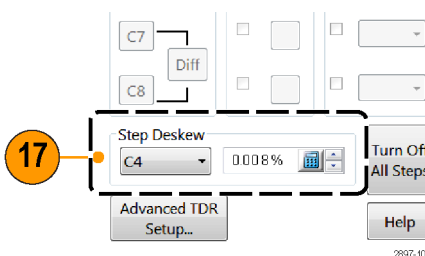 C7
Diff
C8
17
Step Deskew
C4
0.008%
Turn Off
All Steps
Advanced TDR
Setup...
Help